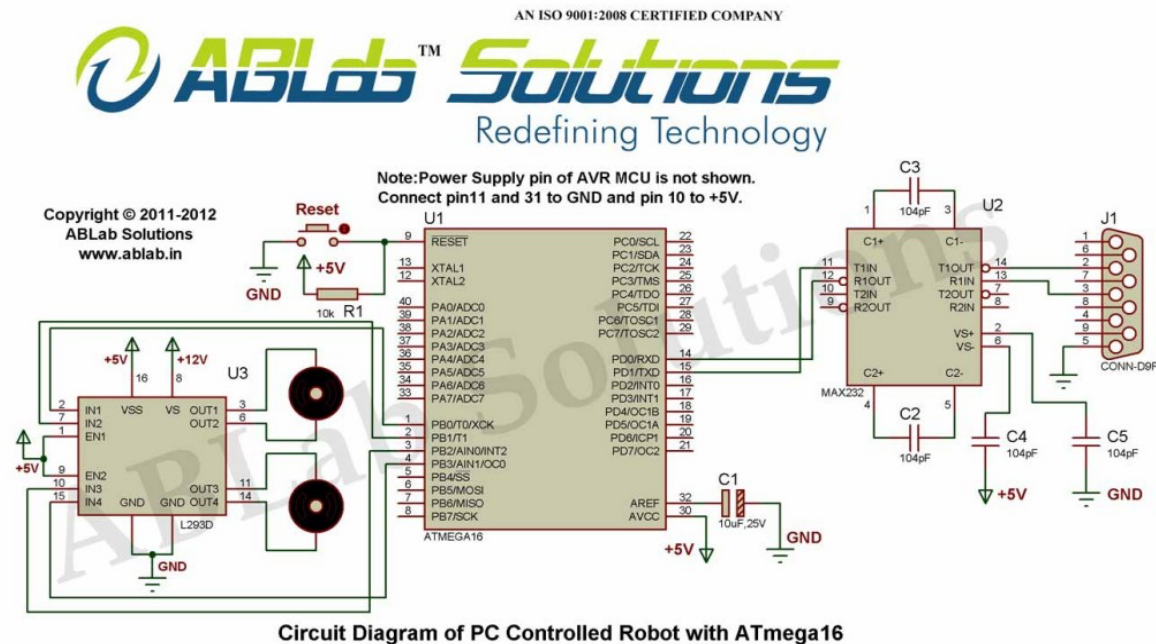 AN ISO 9001:2008 CERTIFIED COMPANY
ABLab™ Solutions
Redefining Technology
Note:Power Supply pin of AVR MCU is not shown.
Connect pin11 and 31 to GND and pin 10 to +5V.
Copyright © 2011-2012
ABLab Solutions
www.ablab.in
Reset
GND
+5V
R1
10k
U1
9 RESET
13 XTAL1
12 XTAL2
40 PA0/ADC0
39 PA1/ADC1
38 PA2/ADC2
37 PA3/ADC3
36 PA4/ADC4
35 PA5/ADC5
34 PA6/ADC6
33 PA7/ADC7
1 PB0/T0/XCK
2 PB1/T1
3 PB2/AIN0/INT2
4 PB3/AIN1/OC0
5 PB4/SS
6 PB5/MOSI
7 PB6/MISO
8 PB7/SCK
PC0/SCL 22
PC1/SDA 23
PC2/TCK 24
PC3/TMS 25
PC4/TDO 26
PC5/TDI 27
PC6/TOSC1 28
PC7/TOSC2 29
PD0/RXD 14
PD1/TXD 15
PD2/INT0 16
PD3/INT1 17
PD4/OC1B 18
PD5/OC1A 19
PD6/ICP1 20
PD7/OC2 21
AREF 32
AVCC 30
ATMEGA16
C1
10uF,25V
+5V
GND
+5V
+12V
16
8
U3
VSS
VS
2 IN1
7 IN2
1 EN1
+5V
9 EN2
10 IN3
15 IN4
OUT1 3
OUT2 6
OUT3 11
OUT4 14
GND GND
L293D
GND
C3
104pF
1
3
U2
C1+
C1-
11 T1IN
12 R1OUT
10 T2IN
9 R2OUT
T1OUT 14
R1IN 13
T2OUT 7
R2IN 8
VS+ 2
VS- 6
C2+
C2-
MAX232
4
5
C2
104pF
C4
104pF
+5V
C5
104pF
GND
J1
1
6
2
7
3
8
4
9
5
CONN-D9F
ABLab Solutions
Circuit Diagram of PC Controlled Robot with ATmega16